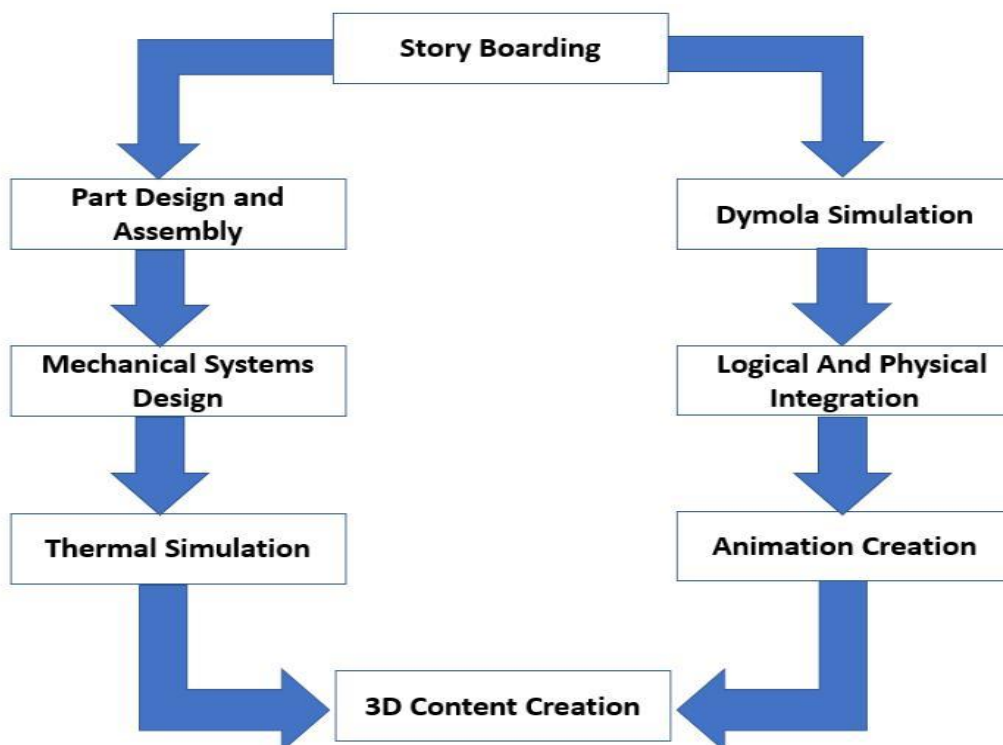 Story Boarding
Part Design and
Assembly
Dymola Simulation
Mechanical Systems
Design
Logical And Physical
Integration
Thermal Simulation
Animation Creation
3D Content Creation